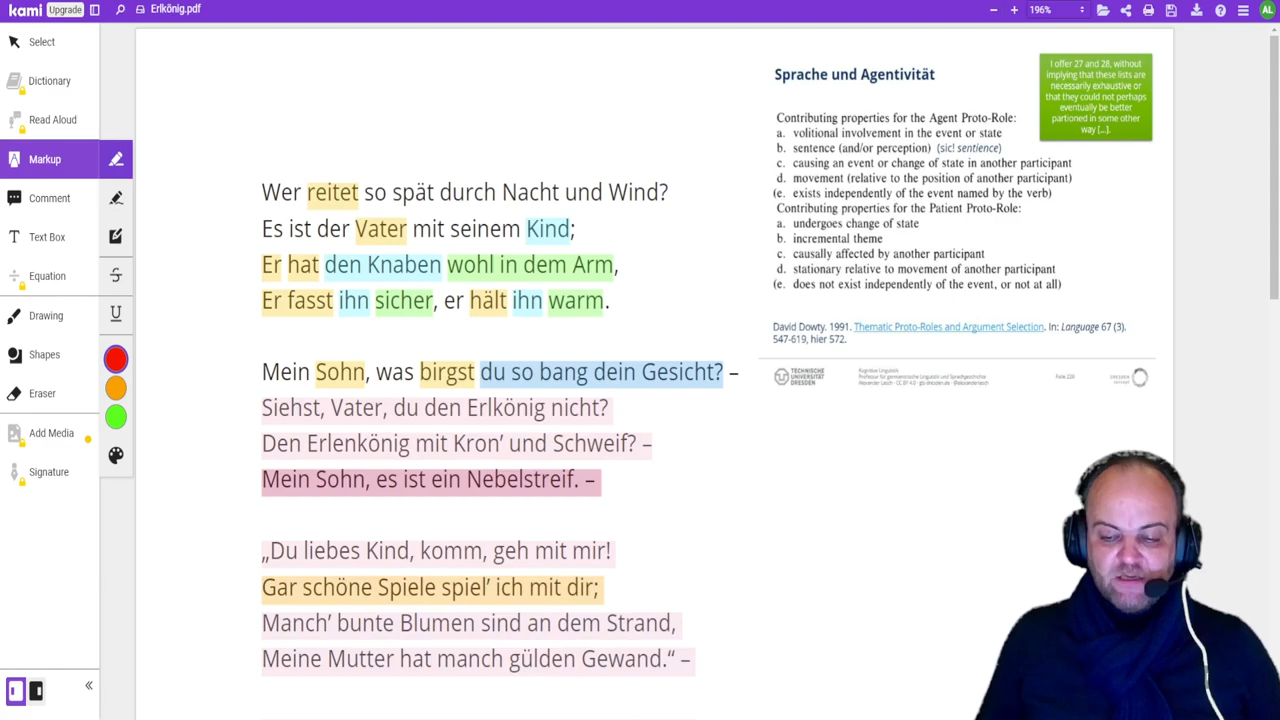 kami Upgrade Erlkönig.pdf 196% AL
Select
Dictionary
Read Aloud
Markup
Comment
Text Box
Equation
Drawing
Shapes
Eraser
Add Media
Signature
Wer reitet so spät durch Nacht und Wind?
Es ist der Vater mit seinem Kind;
Er hat den Knaben wohl in dem Arm,
Er fasst ihn sicher, er hält ihn warm.
Mein Sohn, was birgst du so bang dein Gesicht? –
Siehst, Vater, du den Erlkönig nicht?
Den Erlenkönig mit Kron’ und Schweif? –
Mein Sohn, es ist ein Nebelstreif. –
„Du liebes Kind, komm, geh mit mir!
Gar schöne Spiele spiel’ ich mit dir;
Manch’ bunte Blumen sind an dem Strand,
Meine Mutter hat manch gülden Gewand.“ –
Sprache und Agentivität
I offer 27 and 28, without
implying that these lists are
necessarily exhaustive or
that they could not perhaps
eventually be better
partioned in some other
way [...].
Contributing properties for the Agent Proto-Role:
a. volitional involvement in the event or state
b. sentence (and/or perception) (sic! sentience)
c. causing an event or change of state in another participant
d. movement (relative to the position of another participant)
(e. exists independently of the event named by the verb)
Contributing properties for the Patient Proto-Role:
a. undergoes change of state
b. incremental theme
c. causally affected by another participant
d. stationary relative to movement of another participant
(e. does not exist independently of the event, or not at all)
David Dowty. 1991. Thematic Proto-Roles and Argument Selection. In: Language 67 (3).
547-619, hier 572.
TECHNISCHE
UNIVERSITÄT
DRESDEN
Professur für germanistische Linguistik und Sprachgeschichte